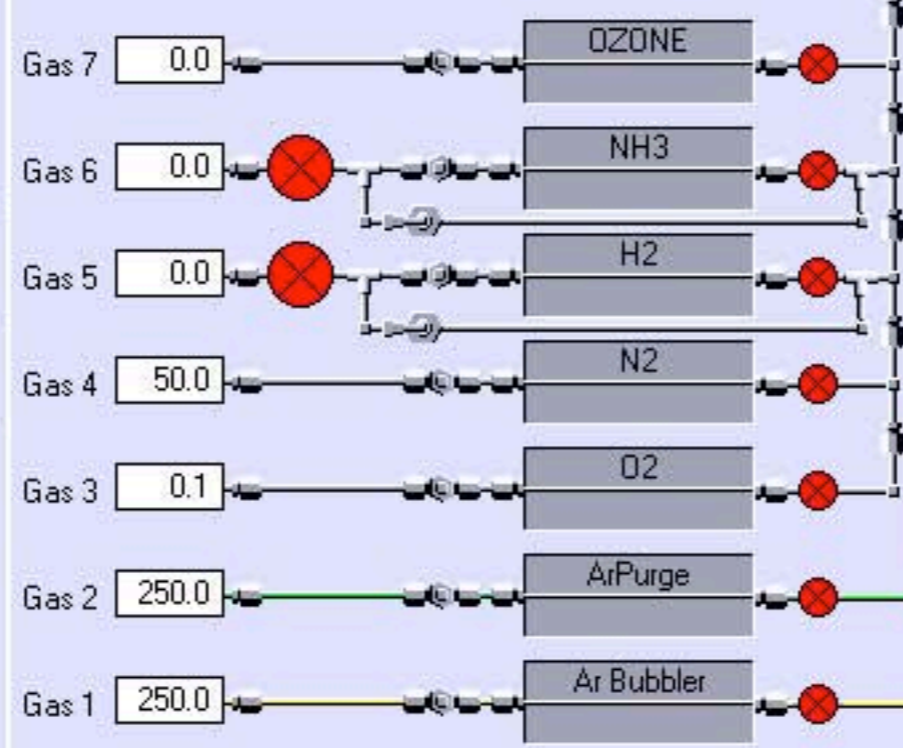 Gas 7 0.0 OZONE
Gas 6 0.0 NH3
Gas 5 0.0 H2
Gas 4 50.0 N2
Gas 3 0.1 O2
Gas 2 250.0 ArPurge
Gas 1 250.0 Ar Bubbler